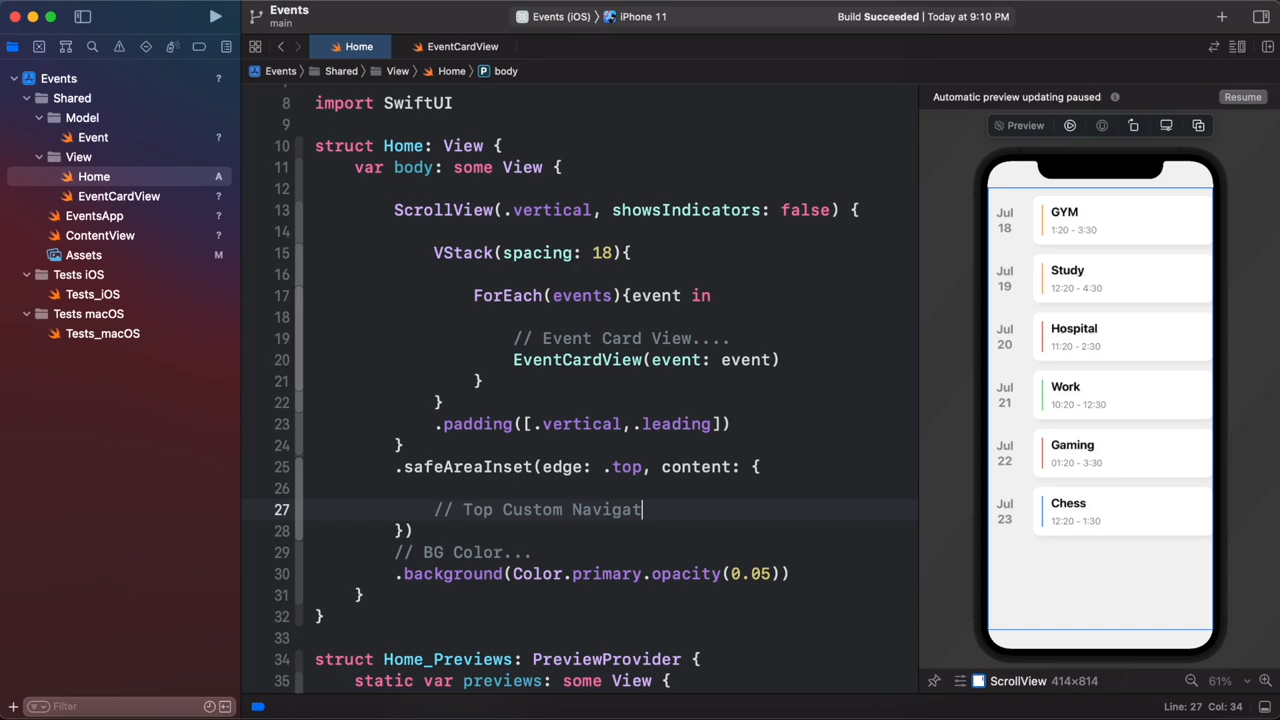 Events
main
Events (iOS) 〉 iPhone 11
Build Succeeded | Today at 9:10 PM
Home
EventCardView
Events 〉 Shared 〉 View 〉 Home 〉 P body
Events ?
Shared
Model
Event ?
View
Home A
EventCardView ?
EventsApp ?
ContentView ?
Assets M
Tests iOS
Tests_iOS
Tests macOS
Tests_macOS
Filter
8 import SwiftUI
9
10 struct Home: View {
11 var body: some View {
12
13 ScrollView(.vertical, showsIndicators: false) {
14
15 VStack(spacing: 18){
16
17 ForEach(events){event in
18
19 // Event Card View....
20 EventCardView(event: event)
21 }
22 }
23 .padding([.vertical,.leading])
24 }
25 .safeAreaInset(edge: .top, content: {
26
27 // Top Custom Navigat
28 })
29 // BG Color...
30 .background(Color.primary.opacity(0.05))
31 }
32 }
33
34 struct Home_Previews: PreviewProvider {
35 static var previews: some View {
Automatic preview updating paused
Resume
Preview
Jul
18
GYM
1:20 - 3:30
Jul
19
Study
12:20 - 4:30
Jul
20
Hospital
11:20 - 2:30
Jul
21
Work
10:20 - 12:30
Jul
22
Gaming
01:20 - 3:30
Jul
23
Chess
12:20 - 1:30
ScrollView 414×814
61%
Line: 27 Col: 34